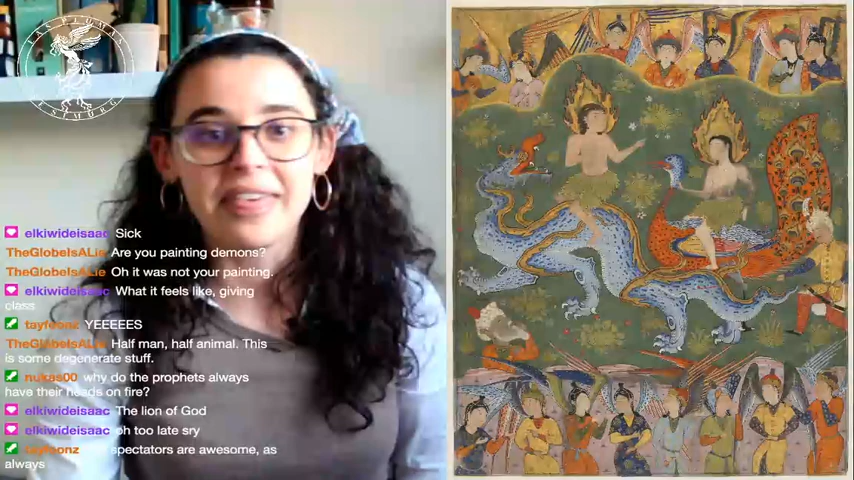 elkiwideisaac Sick
TheGlobeIsALie Are you painting demons?
TheGlobeIsALie Oh it was not your painting.
elkiwideisaac What it feels like, giving
class
tayfoonz YEEEEES
TheGlobeIsALie Half man, half animal. This
is some degenerate stuff.
nukas00 why do the prophets always
have their heads on fire?
elkiwideisaac The lion of God
elkiwideisaac oh too late sry
tayfoonz spectators are awesome, as
always